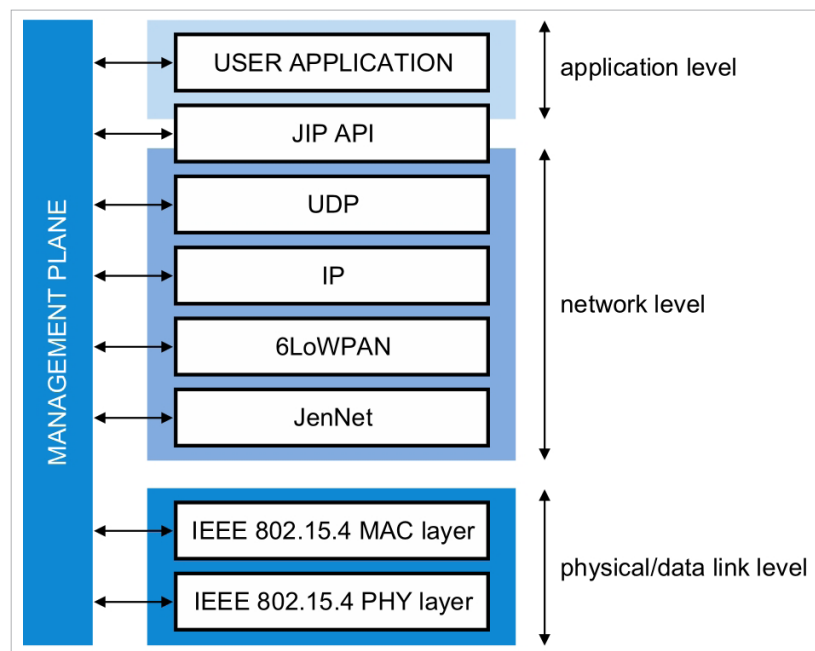 MANAGEMENT PLANE
USER APPLICATION
application level
JIP API
UDP
IP
network level
6LoWPAN
JenNet
IEEE 802.15.4 MAC layer
physical/data link level
IEEE 802.15.4 PHY layer